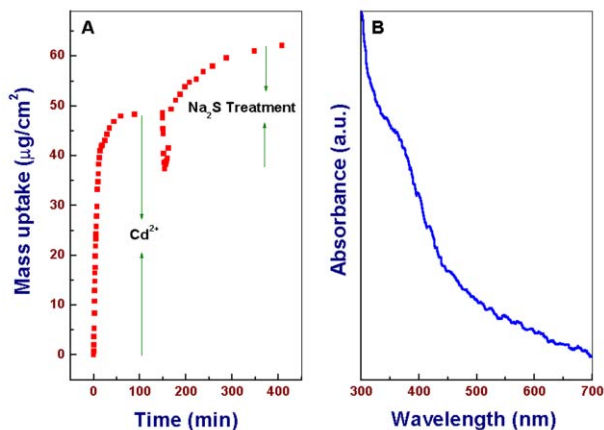 A
Mass uptake (μg/cm²)
60
50
40
30
20
10
0
Na₂S Treatment
Cd²⁺
0 100 200 300 400
Time (min)
B
Absorbance (a.u.)
300 400 500 600 700
Wavelength (nm)